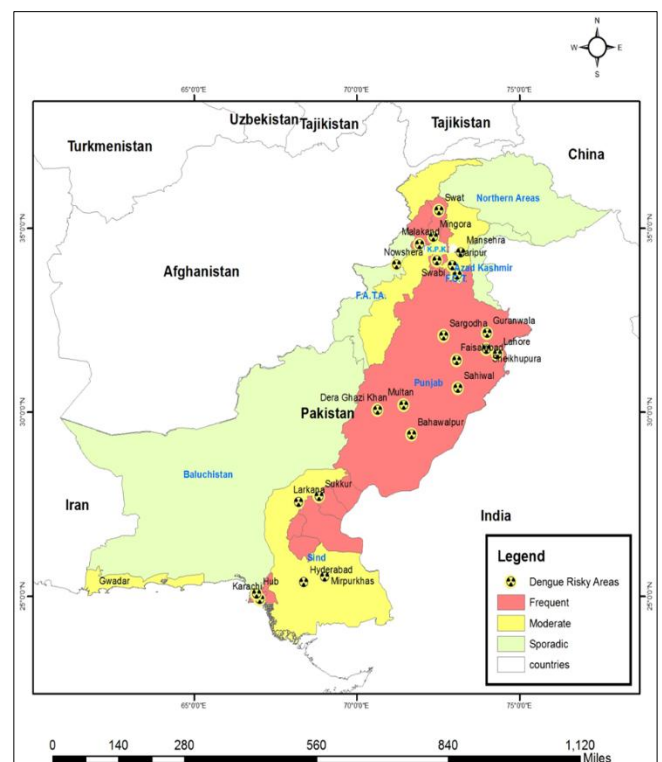 N
W E
S
65°0'0"E 70°0'0"E 75°0'0"E
Uzbekistan
Tajikistan
Tajikistan
Turkmenistan
China
Northern Areas
Swat
35°0'0"N
35°0'0"N
Mingora
Malakand
K.P.K.
Mansehra
Nowshera
Haripur
Afghanistan
Azad Kashmir
Swabi
F.A.T.A.
Sargodha
Guranwala
Faisalabad
Lahore
Sheikhupura
Punjab
Sahiwal
Dera Ghazi Khan
Multan
30°0'0"N
Pakistan
30°0'0"N
Bahawalpur
Baluchistan
Sukkur
Larkana
Iran
India
Sind
Hyderabad
Mirpurkhas
Gwadar
Karachi
Hub
25°0'0"N
25°0'0"N
Legend
Dengue Risky Areas
Frequent
Moderate
Sporadic
countries
65°0'0"E 70°0'0"E 75°0'0"E
0 140 280 560 840 1,120
Miles